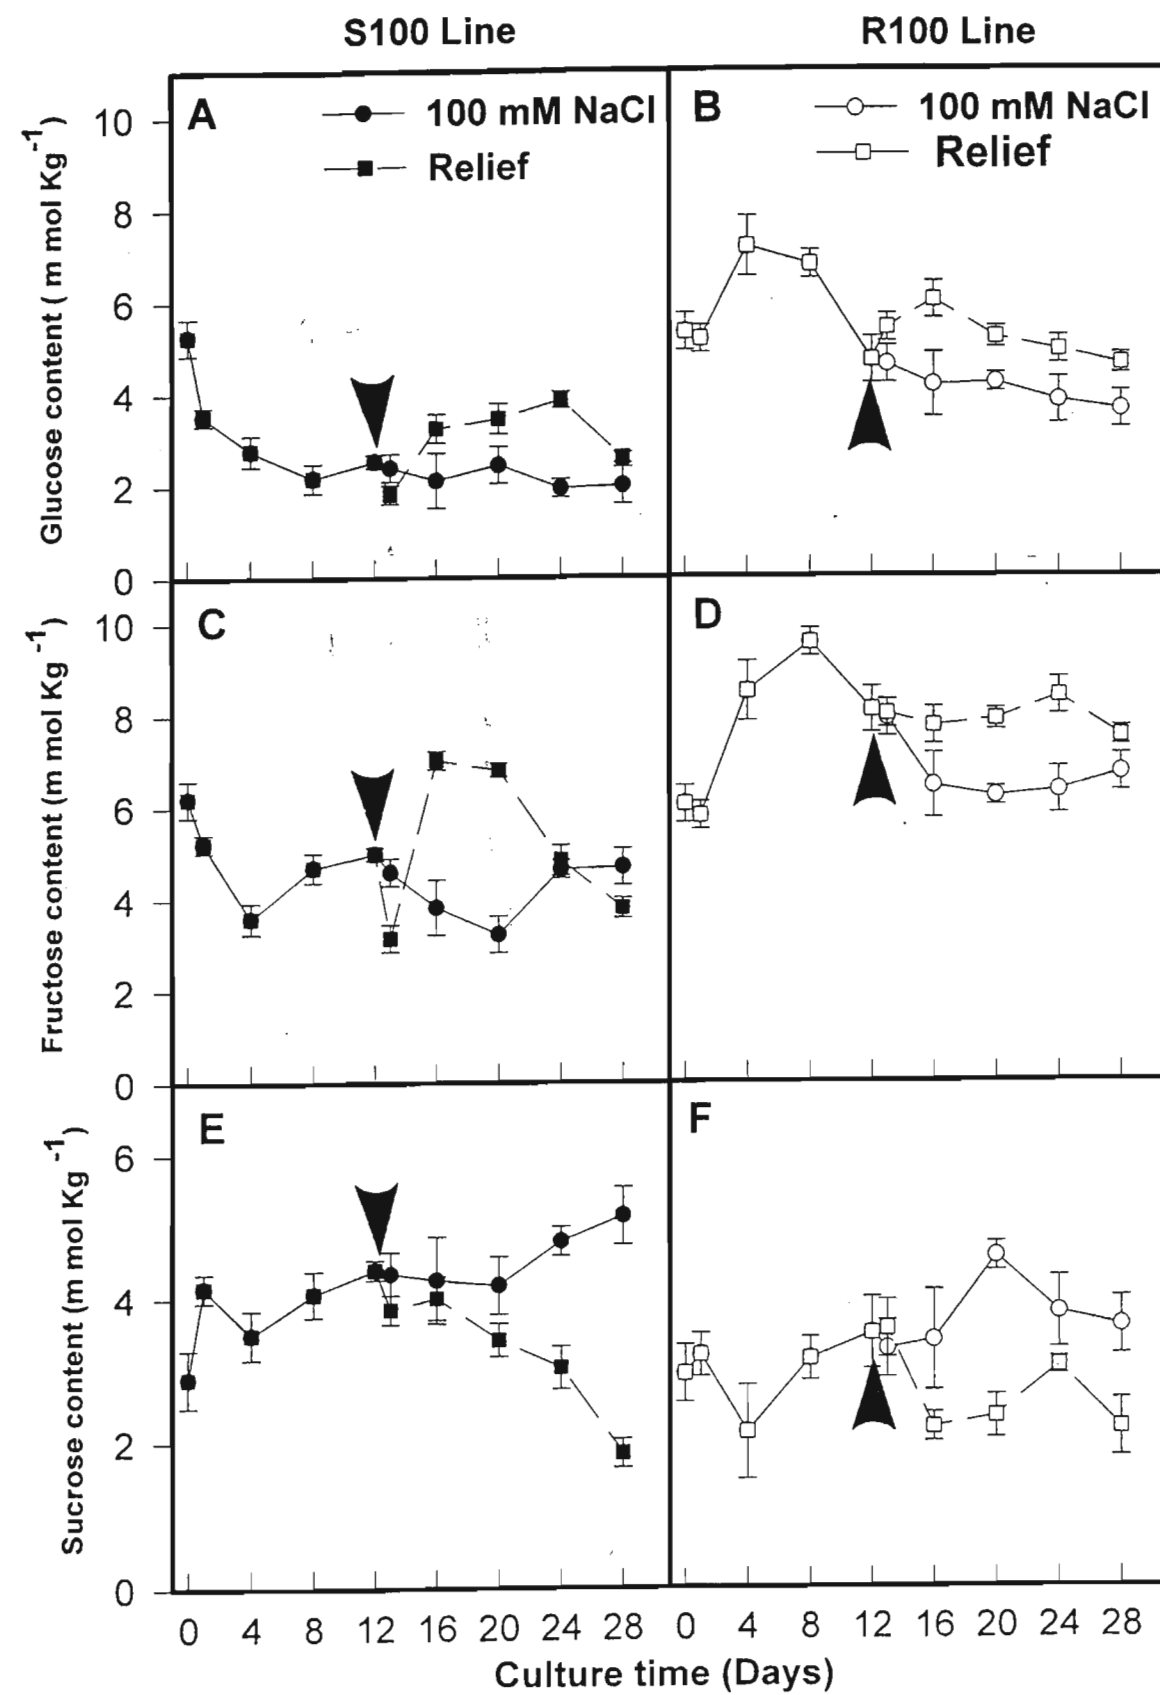 S100 Line
R100 Line
A
100 mM NaCl
Relief
B
100 mM NaCl
Relief
Glucose content ( m mol Kg-1 )
10
8
6
4
2
0
C
D
Fructose content (m mol Kg-1)
10
8
6
4
2
0
E
F
Sucrose content (m mol Kg-1)
6
4
2
0
0 4 8 12 16 20 24 28 0 4 8 12 16 20 24 28
Culture time (Days)